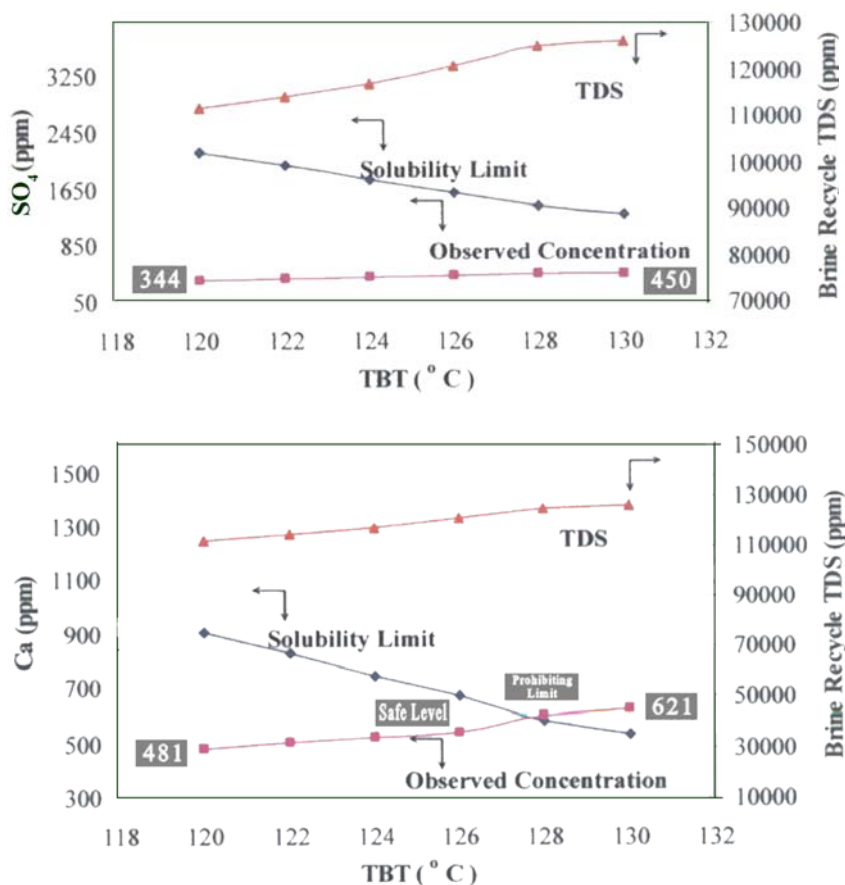 130000
3250
120000
TDS
110000
2450
100000
Solubility Limit
1650
90000
850
Observed Concentration
80000
344
450
50
70000
118 120 122 124 126 128 130 132
TBT ( ° C )
SO4 (ppm)
Brine Recycle TDS (ppm)
150000
1500
130000
1300
TDS
110000
1100
90000
900
Solubility Limit
70000
700
Prohibiting
Limit
50000
Safe Level
621
500
481
30000
Observed Concentration
300
10000
118 120 122 124 126 128 130 132
TBT ( ° C )
Ca (ppm)
Brine Recycle TDS (ppm)